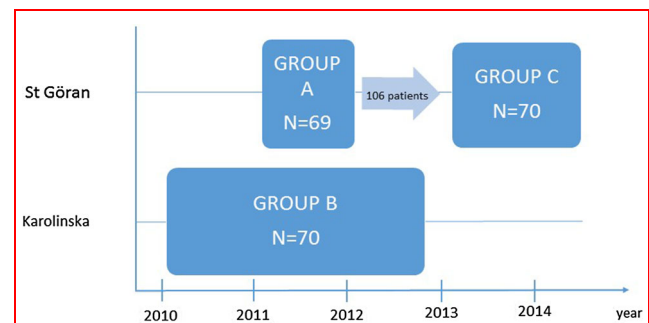 GROUP
A
N=69
St Göran
106 patients
GROUP C
N=70
Karolinska
GROUP B
N=70
2010
2011
2012
2013
2014
year